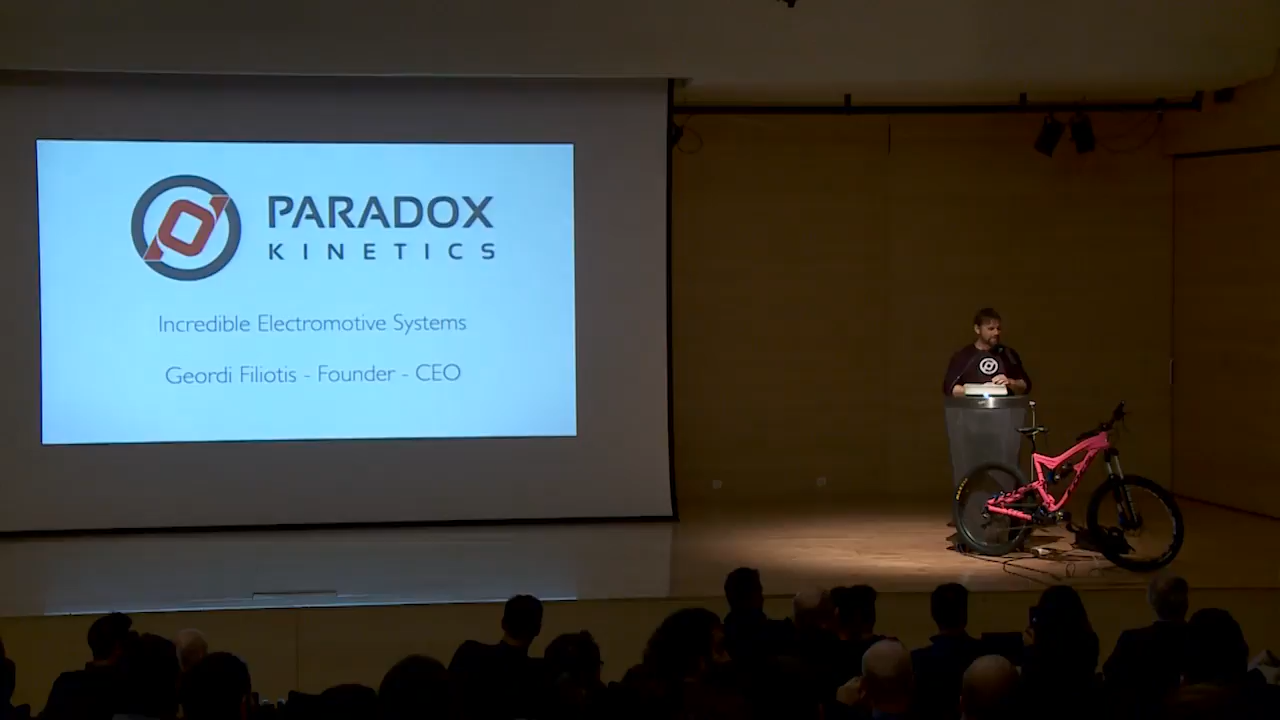 PARADOX
KINETICS
Incredible Electromotive Systems
Geordi Filiotis - Founder - CEO